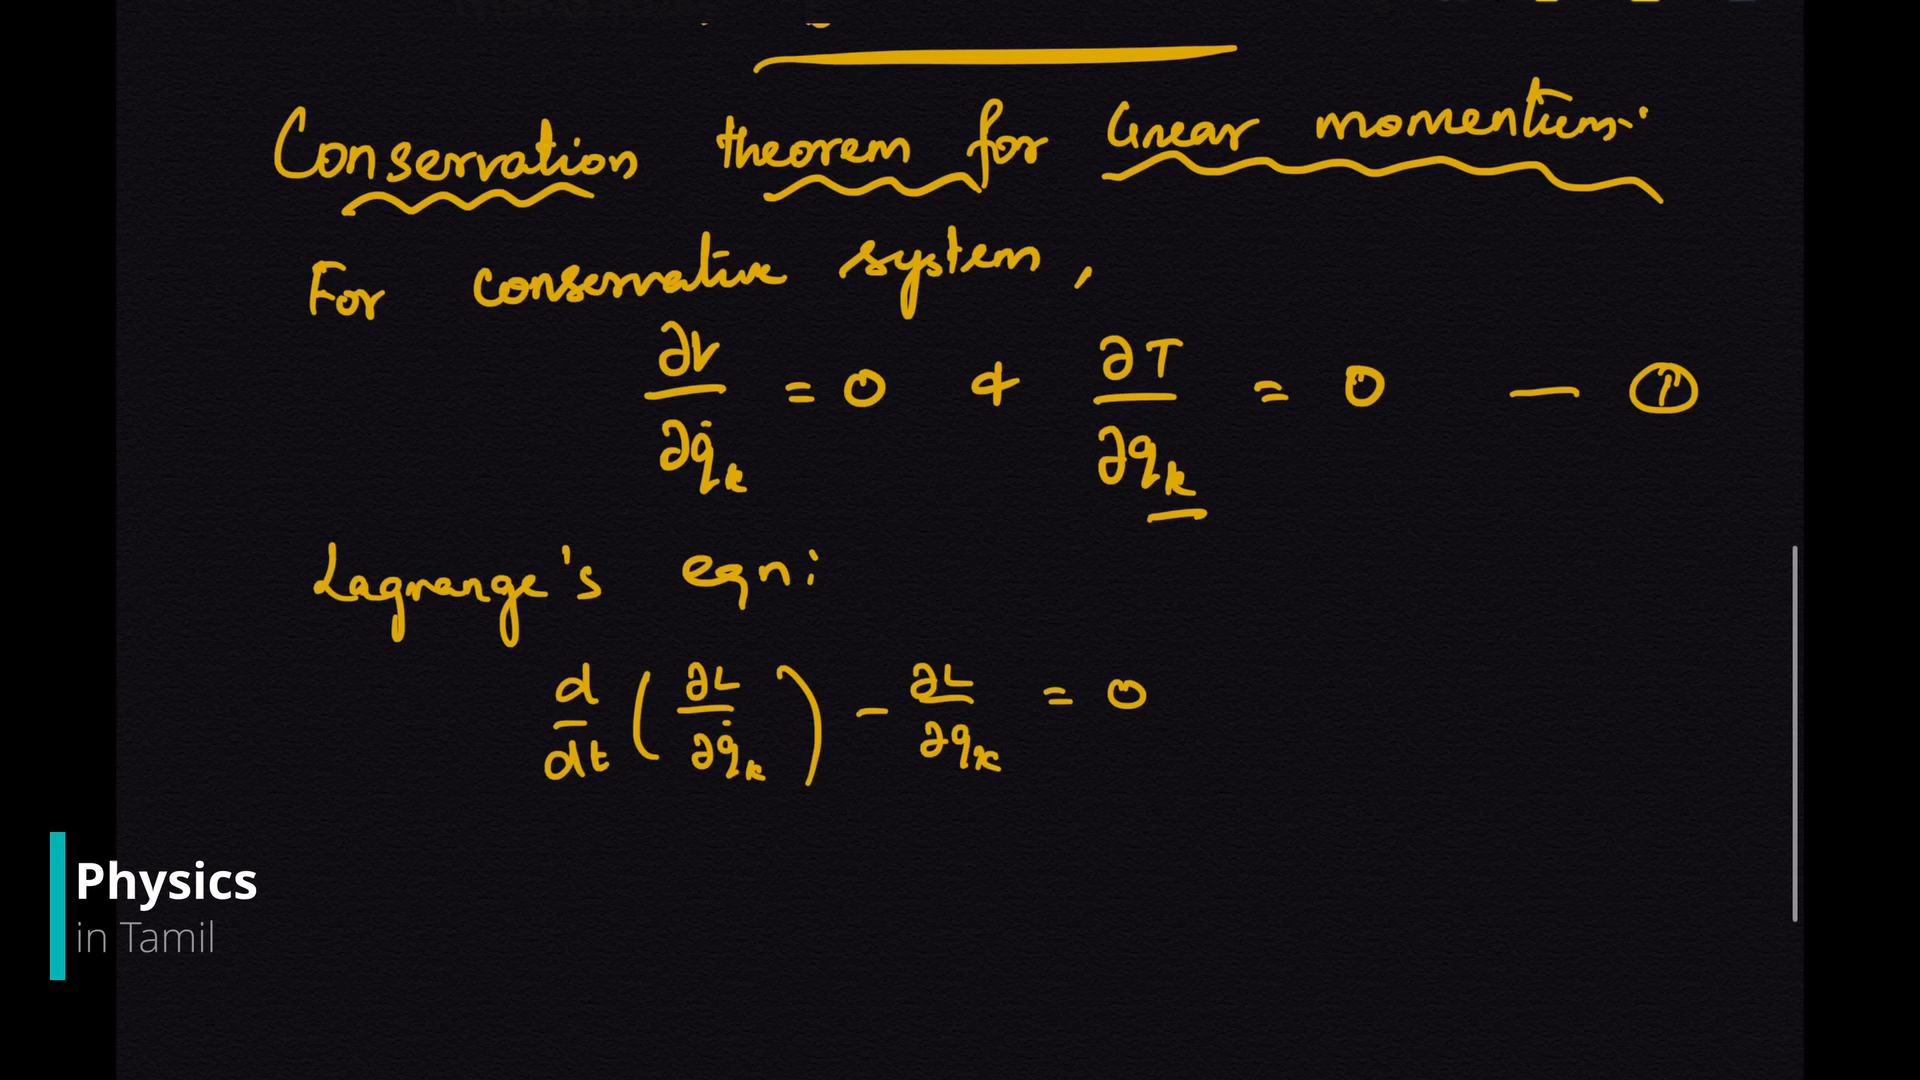 Conservation theorem for linear momentum:
For conservative system,
∂V/∂q̇ₖ = 0 & ∂T/∂qₖ = 0 — ①
Lagrange's eqn:
d/dt (∂L/∂q̇ₖ) - ∂L/∂qₖ = 0
Physics
in Tamil